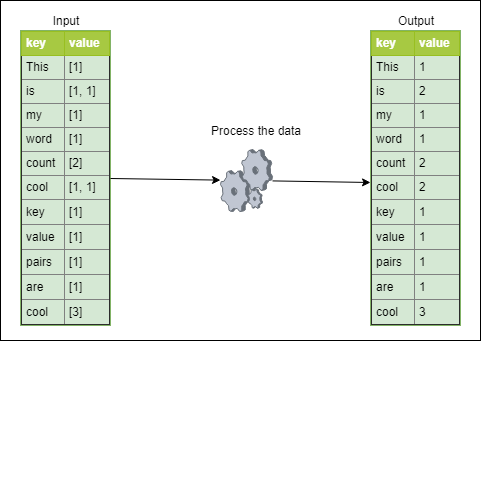 Input
key value
This [1]
is [1, 1]
my [1]
word [1]
count [2]
cool [1, 1]
key [1]
value [1]
pairs [1]
are [1]
cool [3]
Process the data
Output
key value
This 1
is 2
my 1
word 1
count 2
cool 2
key 1
value 1
pairs 1
are 1
cool 3